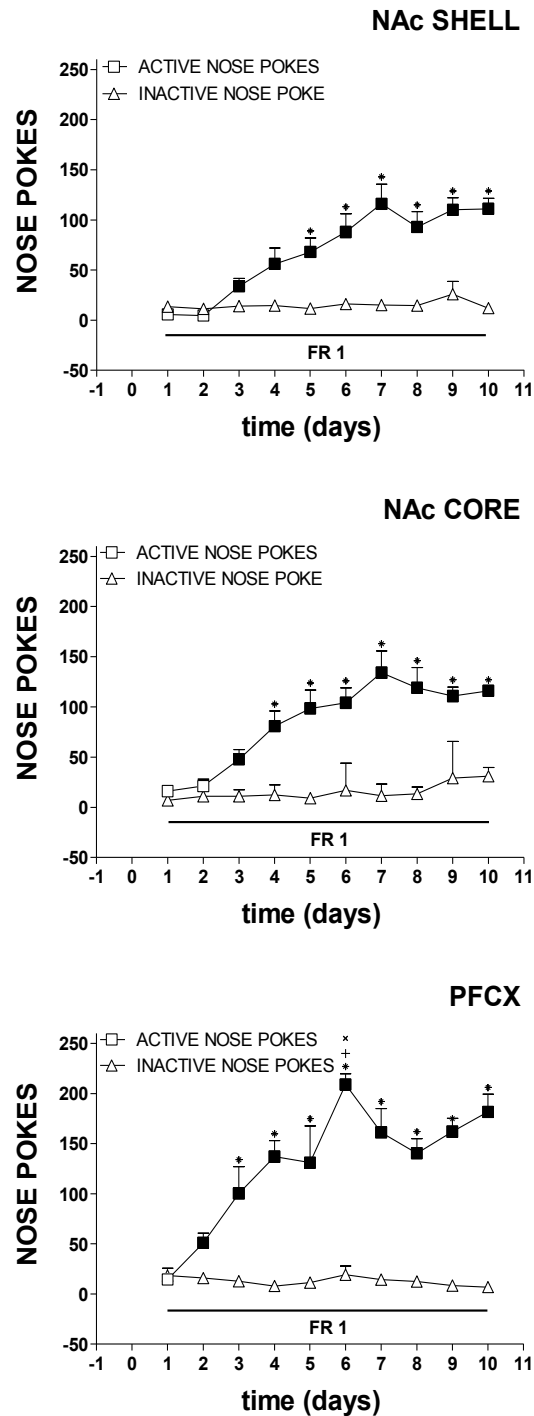 NAc SHELL
250
200
150
100
50
0
-50
NOSE POKES
ACTIVE NOSE POKES
INACTIVE NOSE POKE
* * * * * *
FR 1
-1 0 1 2 3 4 5 6 7 8 9 10 11
time (days)
NAc CORE
250
200
150
100
50
0
-50
NOSE POKES
ACTIVE NOSE POKES
INACTIVE NOSE POKE
* * * * * * *
FR 1
-1 0 1 2 3 4 5 6 7 8 9 10 11
time (days)
PFCX
250
200
150
100
50
0
-50
NOSE POKES
ACTIVE NOSE POKES
INACTIVE NOSE POKES
x
+
* * * * * * * *
FR 1
-1 0 1 2 3 4 5 6 7 8 9 10 11
time (days)